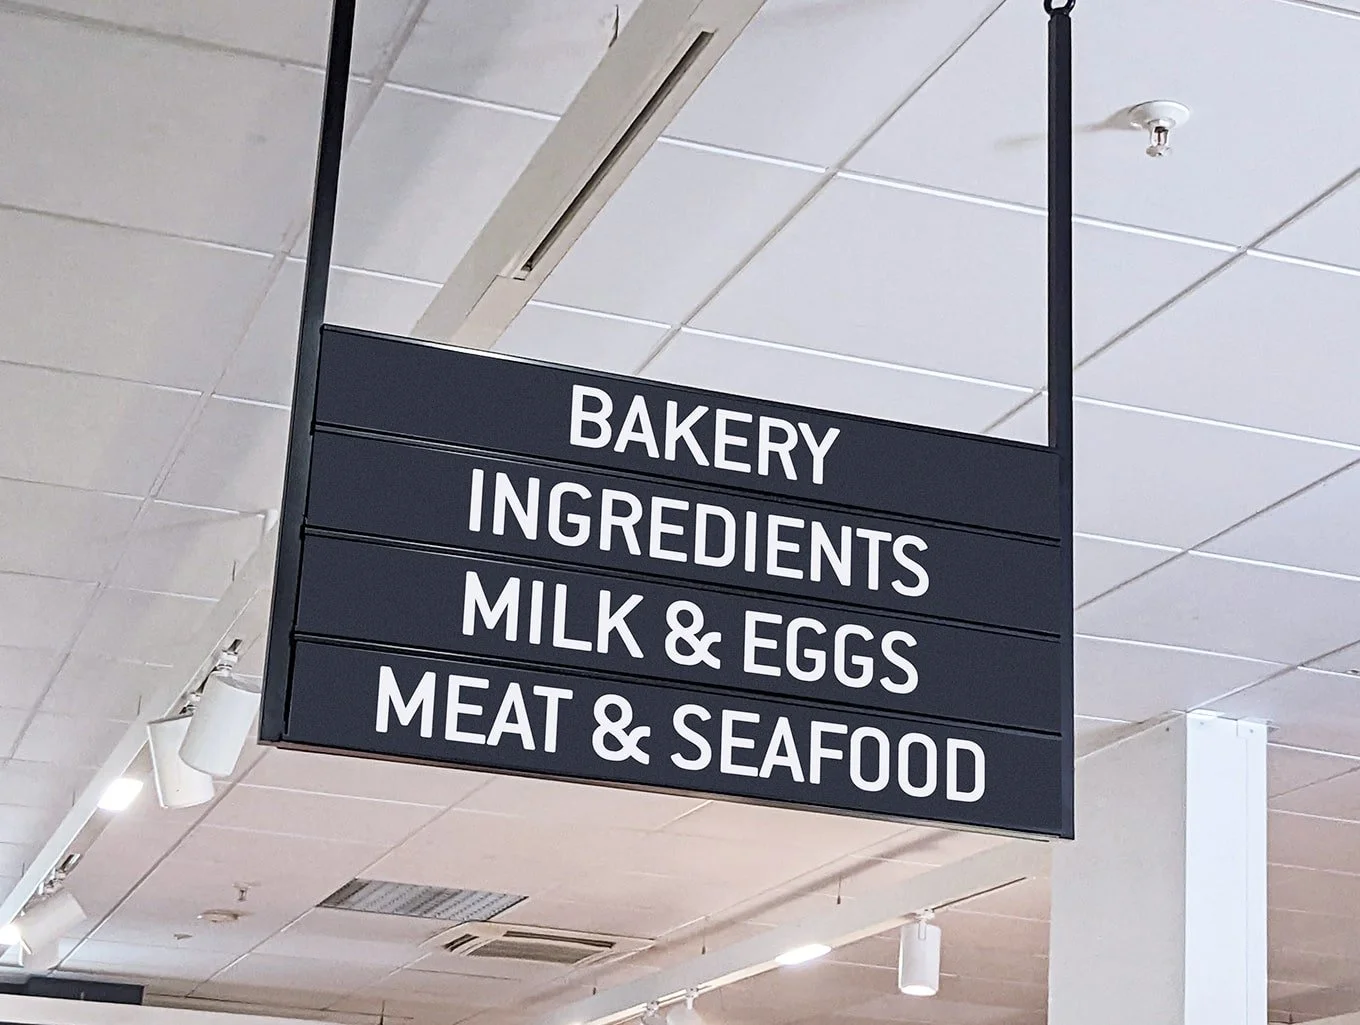 BAKERY
INGREDIENTS
MILK & EGGS
MEAT & SEAFOOD